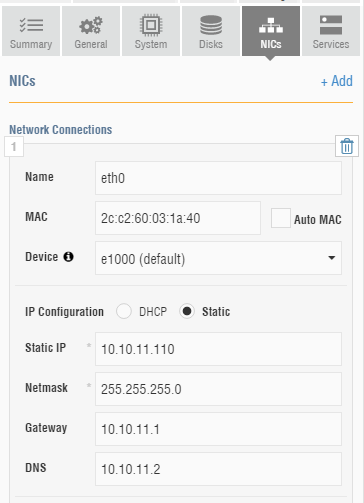 Summary General System Disks NICs Services
NICs + Add
Network Connections
1
Name eth0
MAC 2c:c2:60:03:1a:40 Auto MAC
Device e1000 (default)
IP Configuration DHCP Static
Static IP * 10.10.11.110
Netmask * 255.255.255.0
Gateway 10.10.11.1
DNS 10.10.11.2